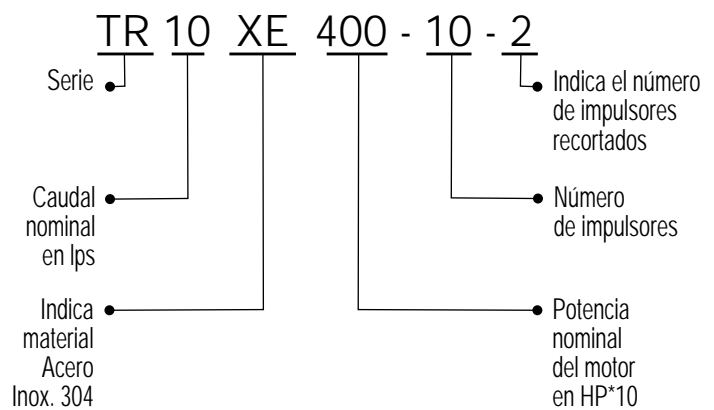 TR 10 XE 400 - 10 - 2
Serie
Caudal
nominal
en lps
Indica
material
Acero
Inox. 304
Indica el número
de impulsores
recortados
Número
de impulsores
Potencia
nominal
del motor
en HP*10